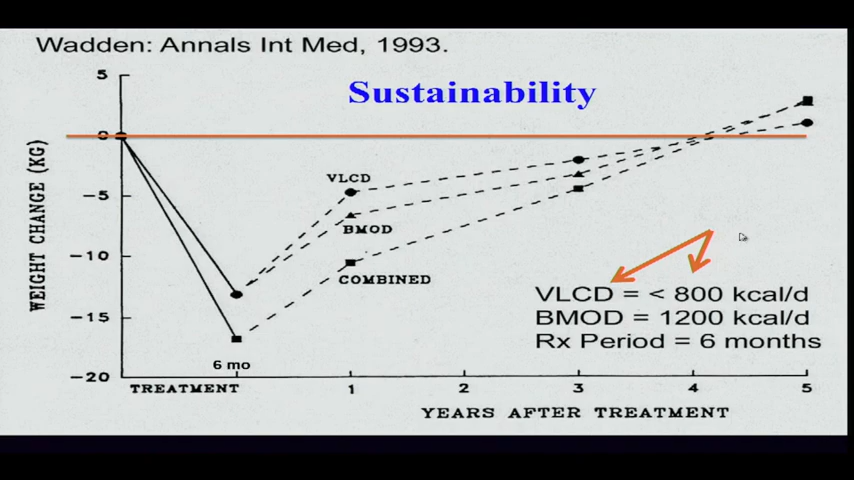 Wadden: Annals Int Med, 1993.
Sustainability
5
0
-5
-10
-15
-20
WEIGHT CHANGE (KG)
VLCD
BMOD
COMBINED
6 mo
VLCD = < 800 kcal/d
BMOD = 1200 kcal/d
Rx Period = 6 months
TREATMENT 1 2 3 4 5
YEARS AFTER TREATMENT